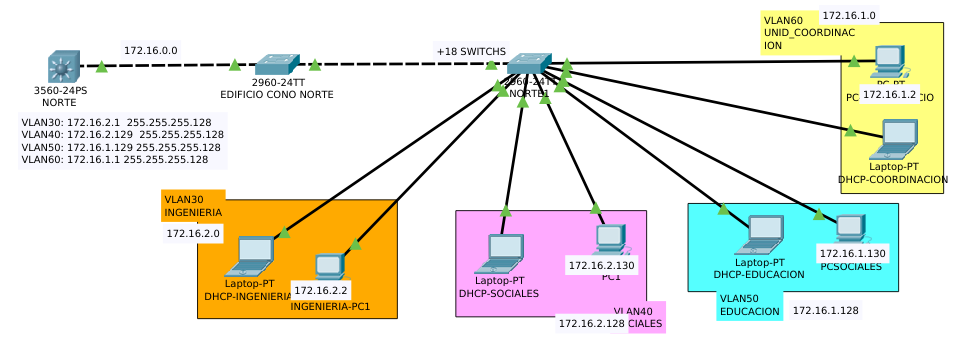 172.16.0.0
3560-24PS
NORTE
2960-24TT
EDIFICIO CONO NORTE
+18 SWITCHS
2960-24TT
NORTE1
VLAN30: 172.16.2.1  255.255.255.128
VLAN40: 172.16.2.129  255.255.255.128
VLAN50: 172.16.1.129 255.255.255.128
VLAN60: 172.16.1.1 255.255.255.128
VLAN60
UNID_COORDINAC
ION
172.16.1.0
PC-PT
172.16.1.2
Laptop-PT
DHCP-COORDINACION
VLAN30
INGENIERIA
172.16.2.0
Laptop-PT
DHCP-INGENIERIA
172.16.2.2
INGENIERIA-PC1
Laptop-PT
DHCP-SOCIALES
172.16.2.130
PC1
VLAN40
172.16.2.128
Laptop-PT
DHCP-EDUCACION
172.16.1.130
PCSOCIALES
VLAN50
EDUCACION
172.16.1.128